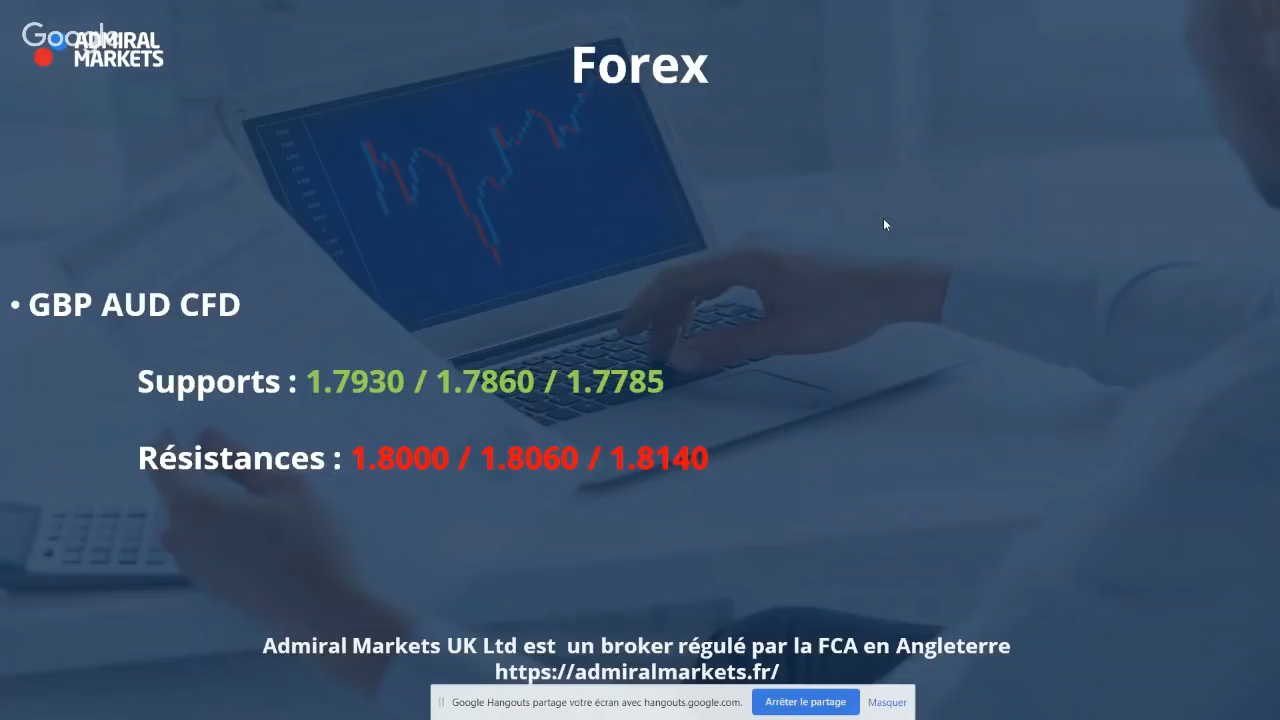 Google
ADMIRAL
MARKETS
Forex
• GBP AUD CFD
Supports : 1.7930 / 1.7860 / 1.7785
Résistances : 1.8000 / 1.8060 / 1.8140
Admiral Markets UK Ltd est un broker régulé par la FCA en Angleterre
https://admiralmarkets.fr/
Google Hangouts partage votre écran avec hangouts.google.com.
Arrêter le partage
Masquer